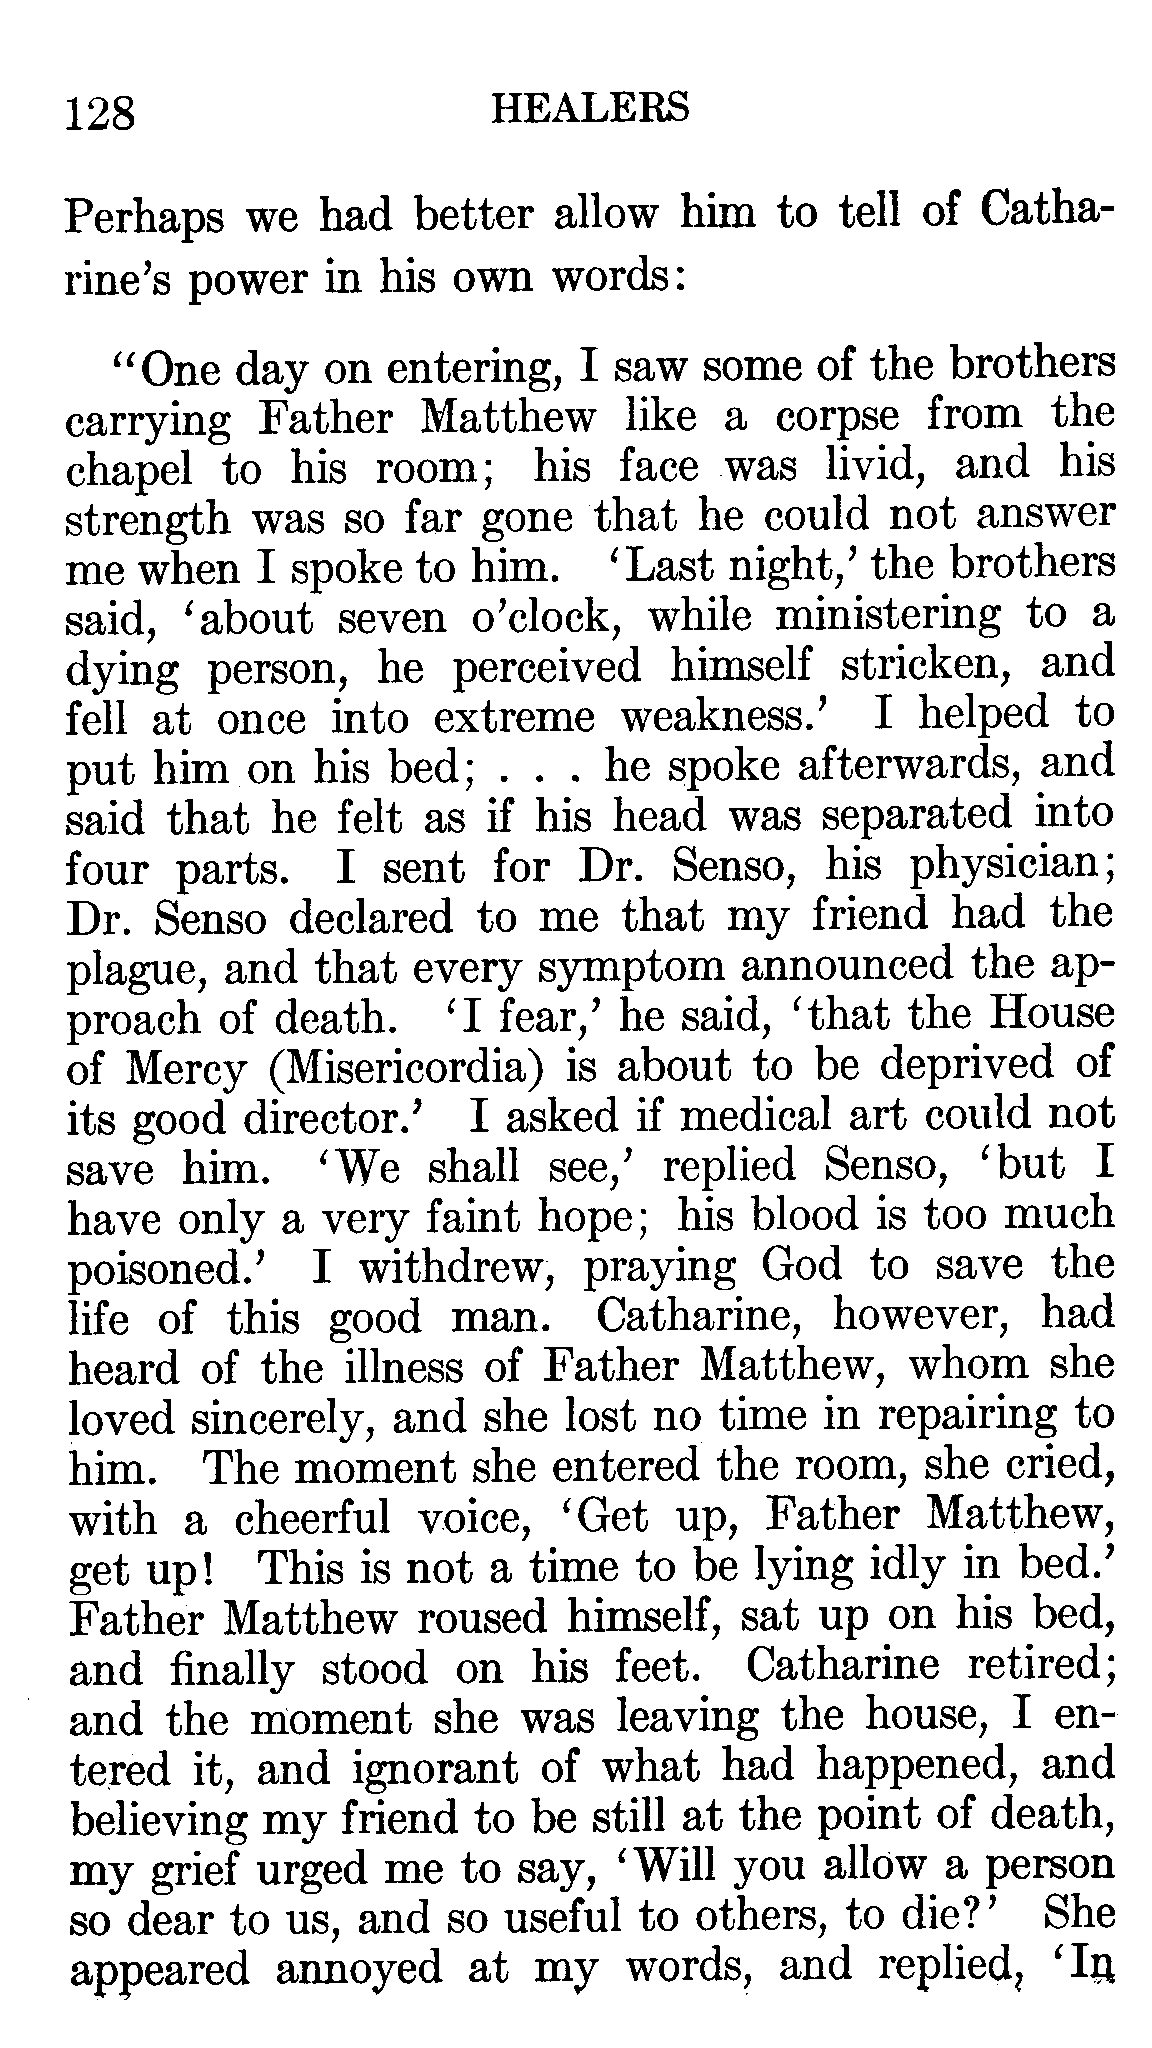 128 HEALERS
Perhaps we had better allow him to tell of Catha-
rine's power in his own words:
"One day on entering, I saw some of the brothers
carrying Father Matthew like a corpse from the
chapel to his room; his face was livid, and his
strength was so far gone that he could not answer
me when I spoke to him. 'Last night,' the brothers
said, 'about seven o'clock, while ministering to a
dying person, he perceived himself stricken, and
fell at once into extreme weakness.' I helped to
put him on his bed; . . . he spoke afterwards, and
said that he felt as if his head was separated into
four parts. I sent for Dr. Senso, his physician;
Dr. Senso declared to me that my friend had the
plague, and that every symptom announced the ap-
proach of death. 'I fear,' he said, 'that the House
of Mercy (Misericordia) is about to be deprived of
its good director.' I asked if medical art could not
save him. 'We shall see,' replied Senso, 'but I
have only a very faint hope; his blood is too much
poisoned.' I withdrew, praying God to save the
life of this good man. Catharine, however, had
heard of the illness of Father Matthew, whom she
loved sincerely, and she lost no time in repairing to
him. The moment she entered the room, she cried,
with a cheerful voice, 'Get up, Father Matthew,
get up! This is not a time to be lying idly in bed.'
Father Matthew roused himself, sat up on his bed,
and finally stood on his feet. Catharine retired;
and the moment she was leaving the house, I en-
tered it, and ignorant of what had happened, and
believing my friend to be still at the point of death,
my grief urged me to say, 'Will you allow a person
so dear to us, and so useful to others, to die?' She
appeared annoyed at my words, and replied, 'In